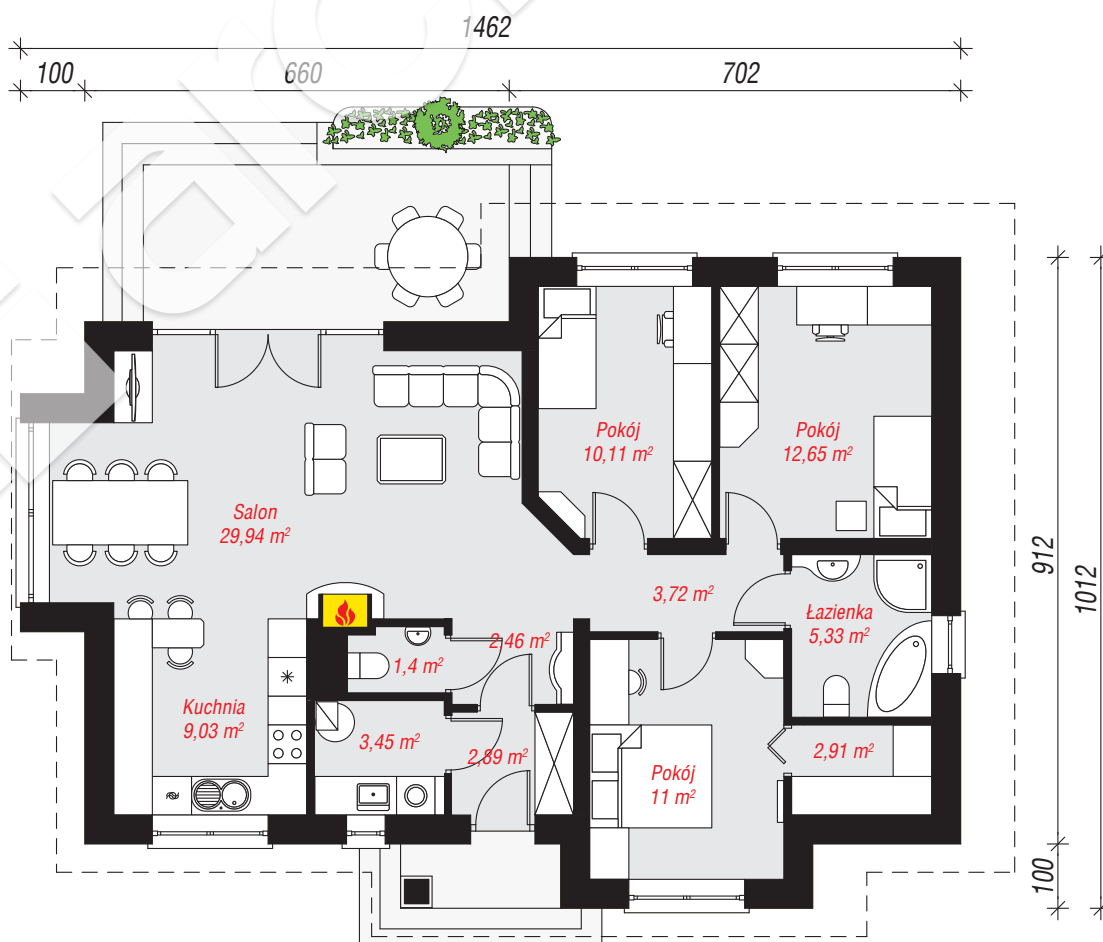 1462
100
660
702
Pokój
10,11 m²
Pokój
12,65 m²
Salon
29,94 m²
912
1012
3,72 m²
Łazienka
5,33 m²
2,46 m²
1,4 m²
Kuchnia
9,03 m²
3,45 m²
2,89 m²
2,91 m²
Pokój
11 m²
100